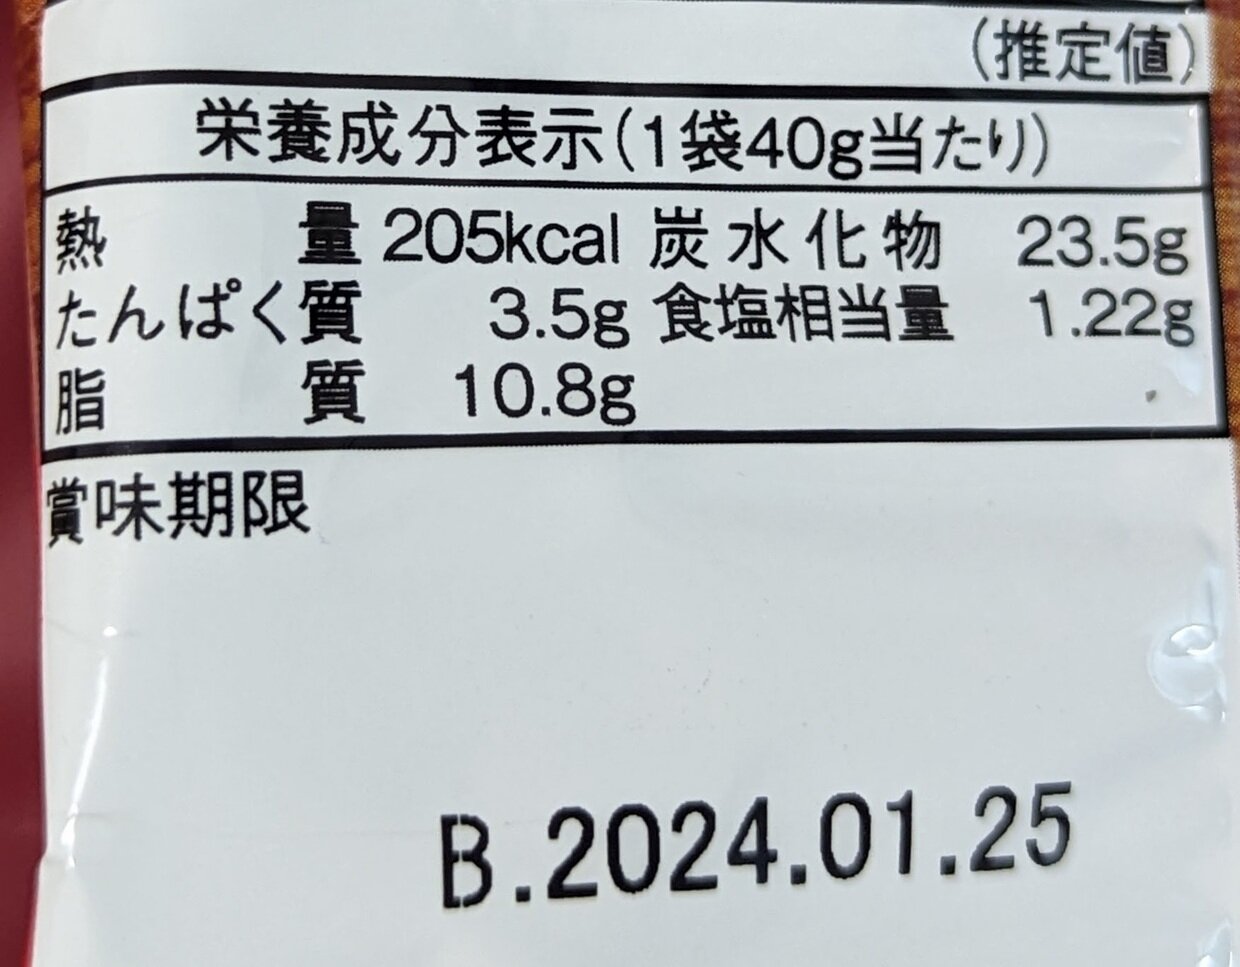 (推定値)
栄養成分表示(1袋40g当たり)
熱量 205kcal 炭水化物 23.5g
たんぱく質 3.5g 食塩相当量 1.22g
脂質 10.8g
賞味期限
B.2024.01.25